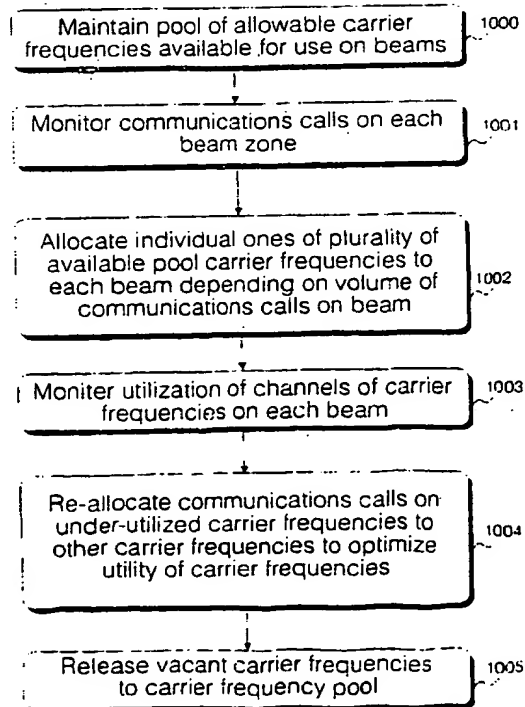 Maintain pool of allowable carrier
frequencies available for use on beams
1000
Monitor communications calls on each
beam zone
1001
Allocate individual ones of plurality of
available pool carrier frequencies to
each beam depending on volume of
communications calls on beam
1002
Moniter utilization of channels of carrier
frequencies on each beam
1003
Re-allocate communications calls on
under-utilized carrier frequencies to
other carrier frequencies to optimize
utility of carrier frequencies
1004
Release vacant carrier frequencies
to carrier frequency pool
1005